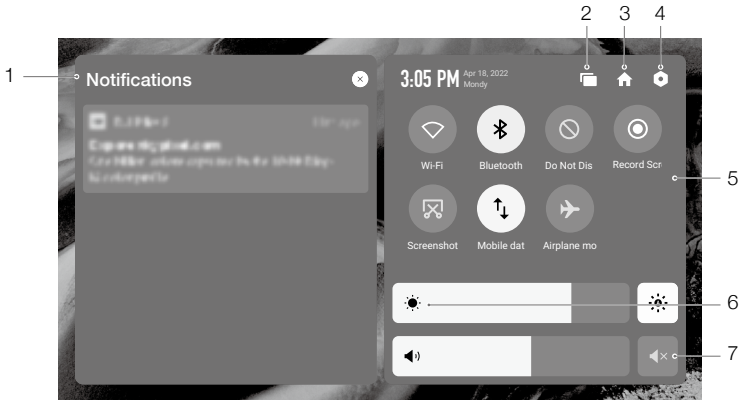 2 3 4
1 Notifications
3:05 PM Apr 18, 2022
Mondy
Wi-Fi Bluetooth Do Not Dis Record Scr
5
Screenshot Mobile dat Airplane mo
6
7